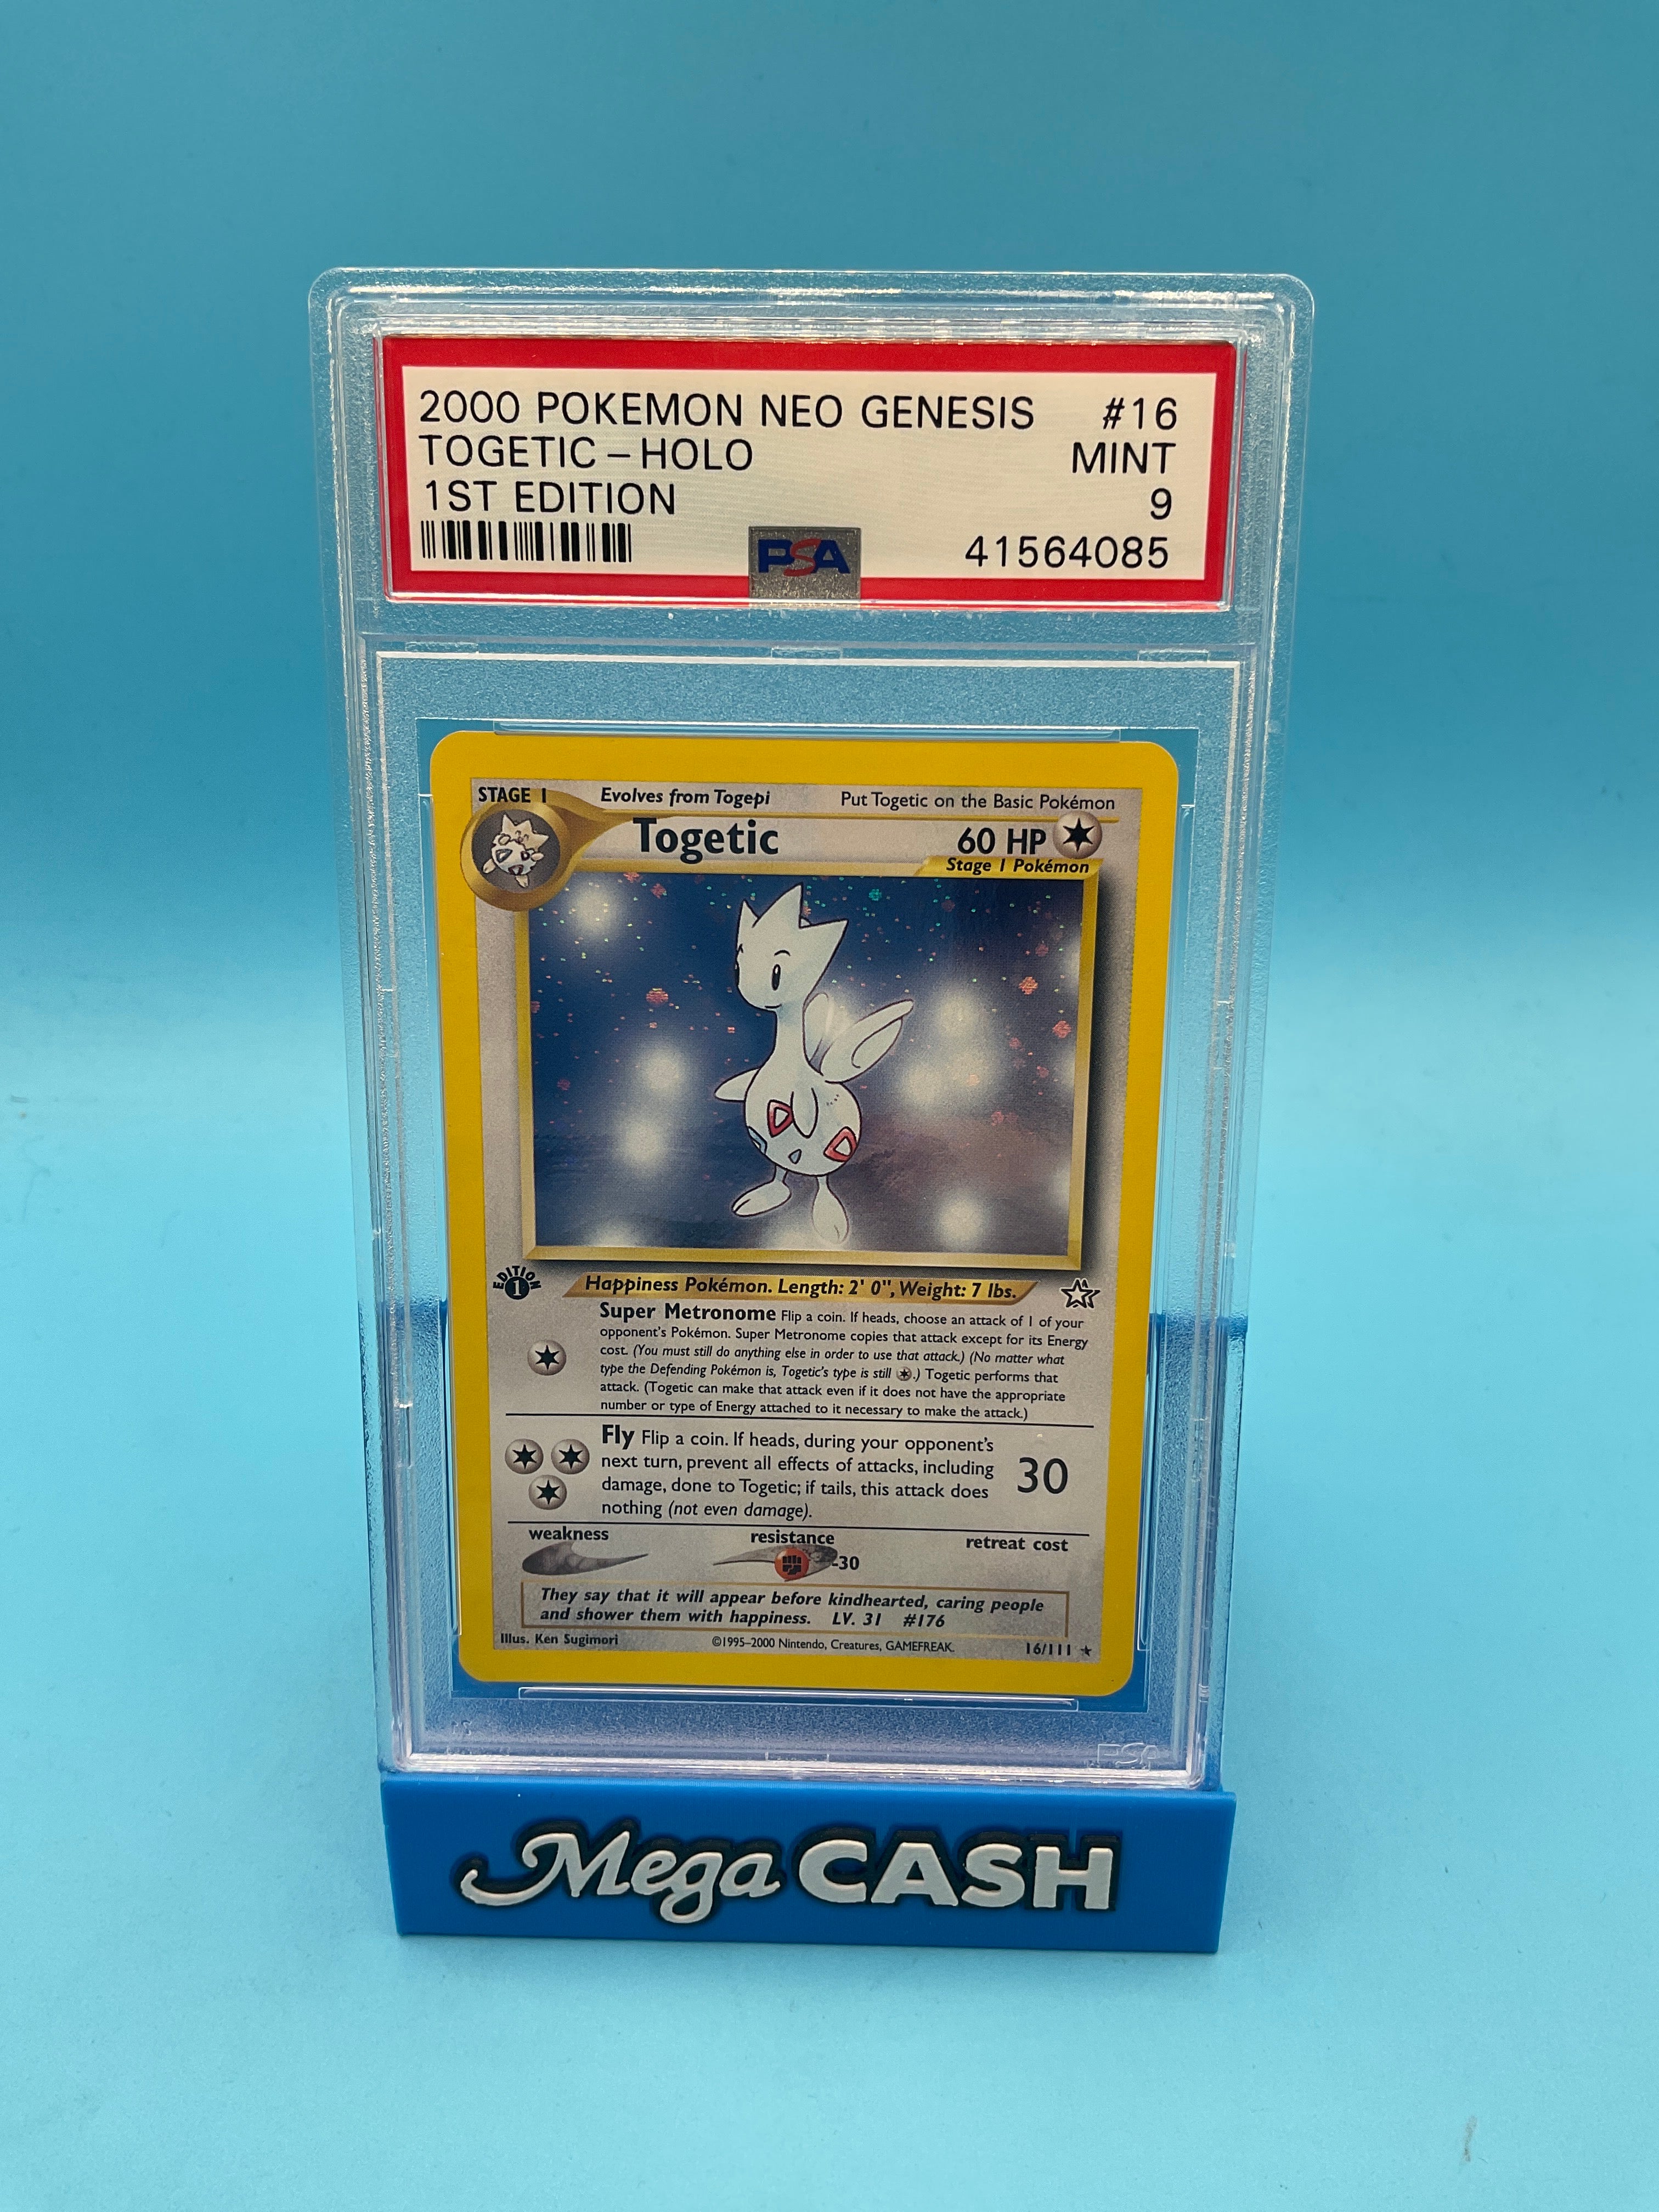 2000 POKEMON NEO GENESIS #16
TOGETIC - HOLO MINT
1ST EDITION 9
PSA 41564085
STAGE 1 Evolves from Togepi Put Togetic on the Basic Pokémon
Togetic 60 HP
Stage 1 Pokémon
EDITION 1
Happiness Pokémon. Length: 2' 0", Weight: 7 lbs.
Super Metronome Flip a coin. If heads, choose an attack of 1 of your
opponent's Pokémon. Super Metronome copies that attack except for its Energy
cost. (You must still do anything else in order to use that attack.) (No matter what
type the Defending Pokémon is, Togetic's type is still .) Togetic performs that
attack. (Togetic can make that attack even if it does not have the appropriate
number or type of Energy attached to it necessary to make the attack.)
Fly Flip a coin. If heads, during your opponent's
next turn, prevent all effects of attacks, including
damage, done to Togetic; if tails, this attack does
nothing (not even damage).
30
weakness resistance retreat cost
-30
They say that it will appear before kindhearted, caring people
and shower them with happiness. LV. 31 #176
Illus. Ken Sugimori ©1995-2000 Nintendo, Creatures, GAMEFREAK. 16/111
PSA
Mega CASH